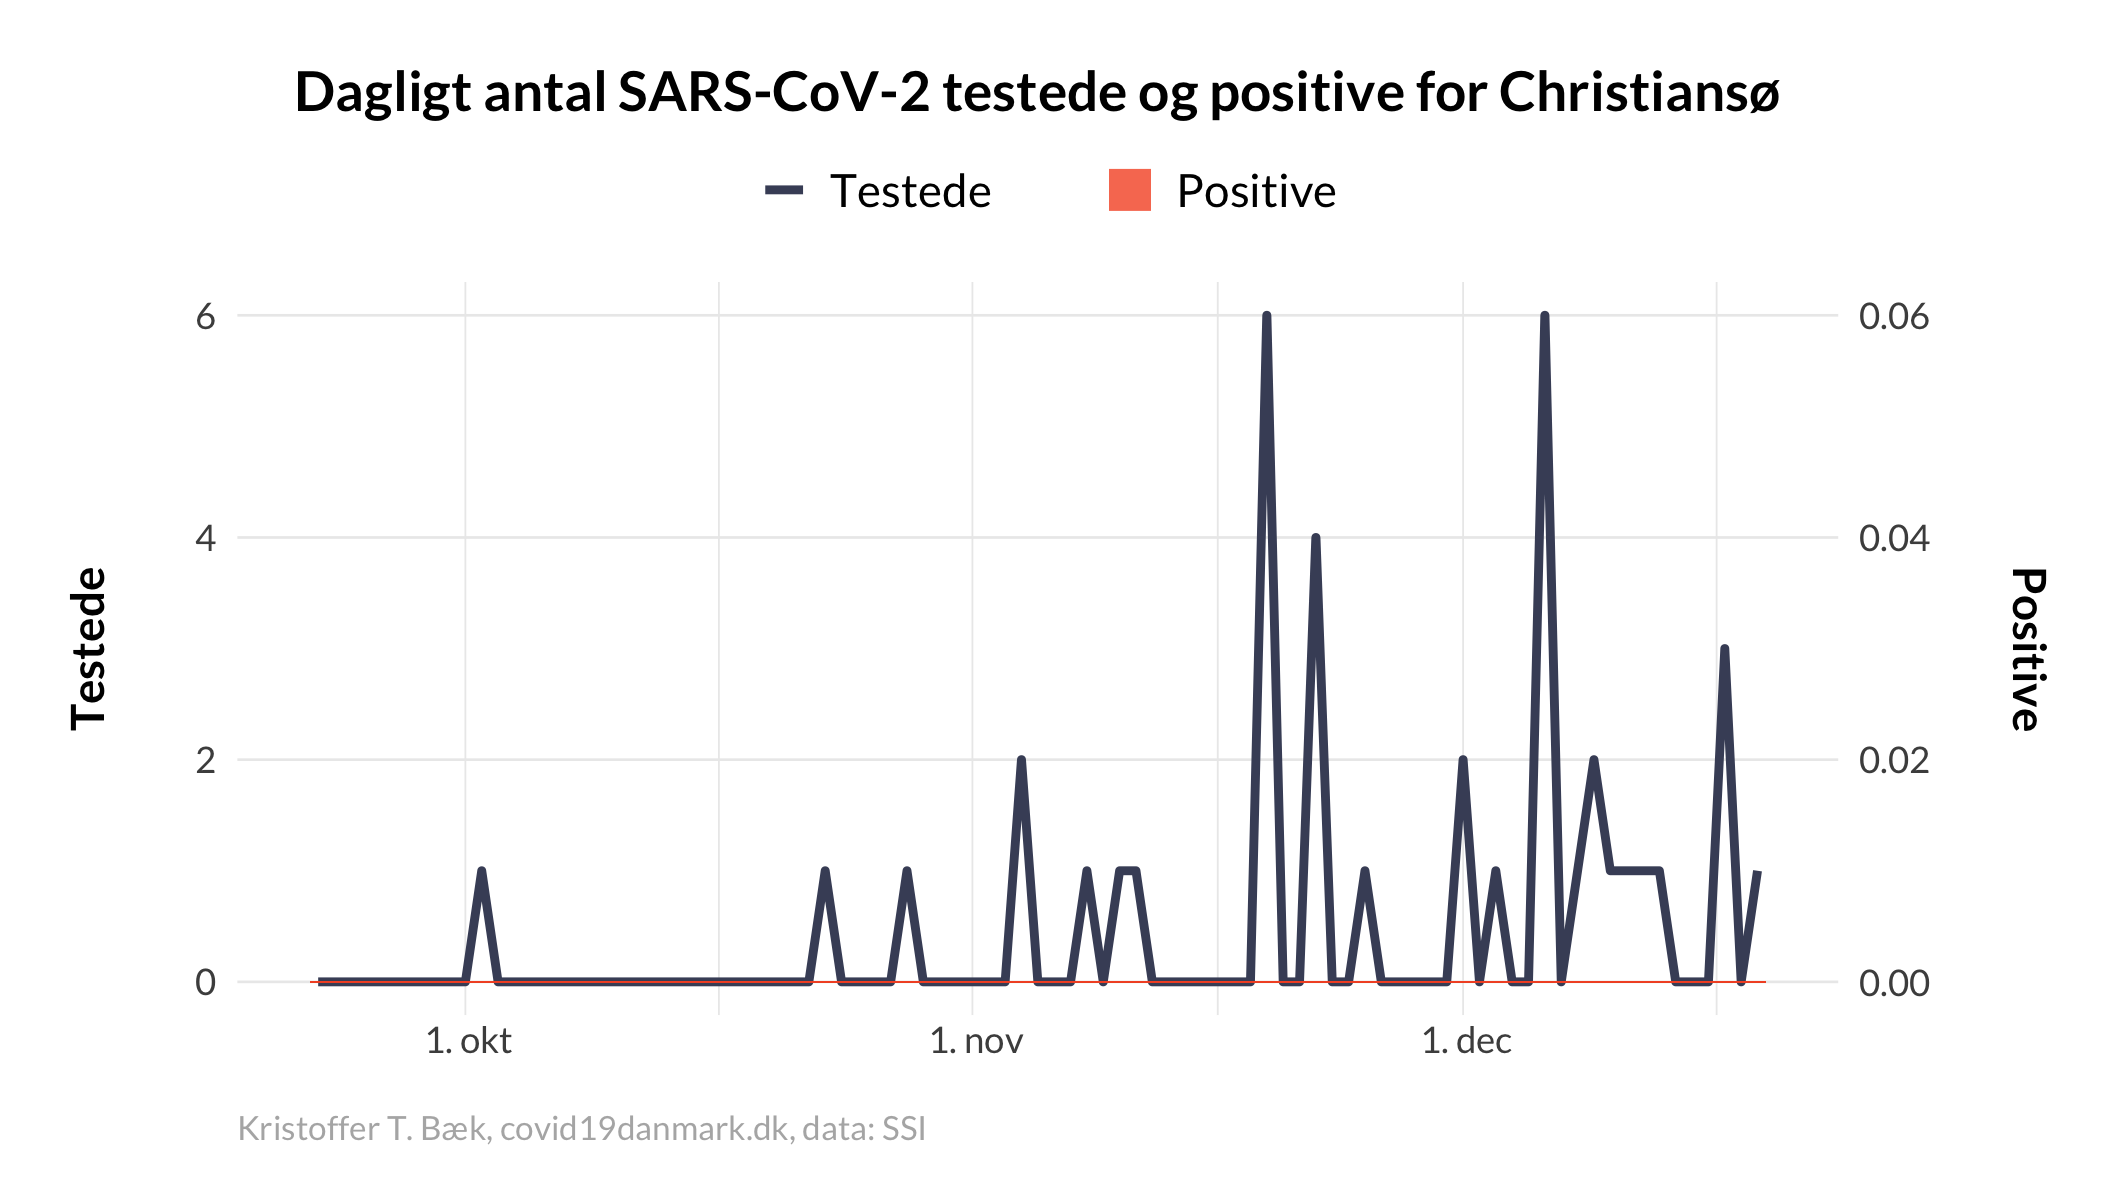 Dagligt antal SARS-CoV-2 testede og positive for Christiansø
Testede
Positive
6
4
2
0
0.06
0.04
0.02
0.00
Testede
Positive
1. okt
1. nov
1. dec
Kristoffer T. Bæk, covid19danmark.dk, data: SSI